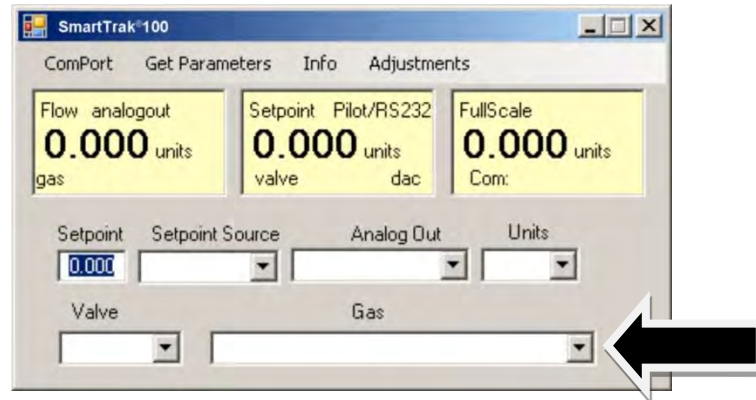 SmartTrak®100
ComPort Get Parameters Info Adjustments
Flow analogout
0.000 units
gas
Setpoint Pilot/RS232
0.000 units
valve dac
FullScale
0.000 units
Com:
Setpoint Setpoint Source Analog Out Units
0.000
Valve Gas